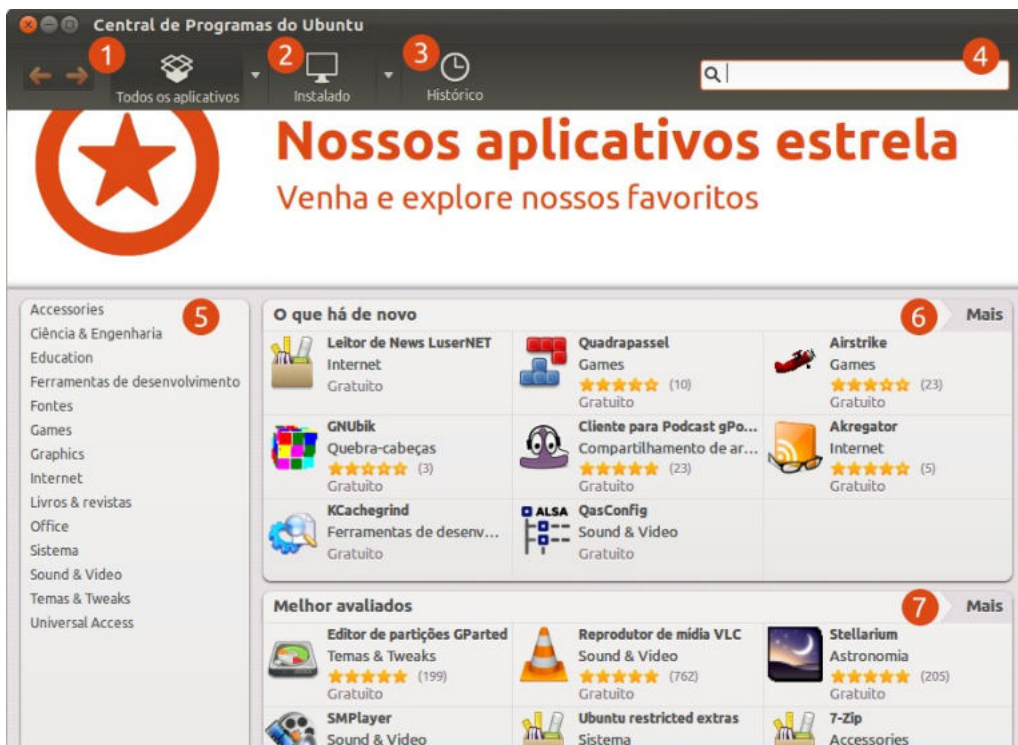 Central de Programas do Ubuntu
1
2
3
4
Todos os aplicativos
Instalado
Histórico
Nossos aplicativos estrela
Venha e explore nossos favoritos
5
Accessories
Ciência & Engenharia
Education
Ferramentas de desenvolvimento
Fontes
Games
Graphics
Internet
Livros & revistas
Office
Sistema
Sound & Video
Temas & Tweaks
Universal Access
O que há de novo
6
Mais
Leitor de News LuserNET
Internet
Gratuito
Quadrapassel
Games
(10)
Gratuito
Airstrike
Games
(23)
Gratuito
GNUbik
Quebra-cabeças
(3)
Gratuito
Cliente para Podcast gPo...
Compartilhamento de ar...
(23)
Gratuito
Akregator
Internet
(5)
Gratuito
KCachegrind
Ferramentas de desenv...
Gratuito
ALSA
QasConfig
Sound & Video
Gratuito
Melhor avaliados
7
Mais
Editor de partições GParted
Temas & Tweaks
(199)
Gratuito
Reprodutor de mídia VLC
Sound & Video
(762)
Gratuito
Stellarium
Astronomia
(205)
Gratuito
SMPlayer
Sound & Video
Ubuntu restricted extras
Sistema
7-Zip
Accessories